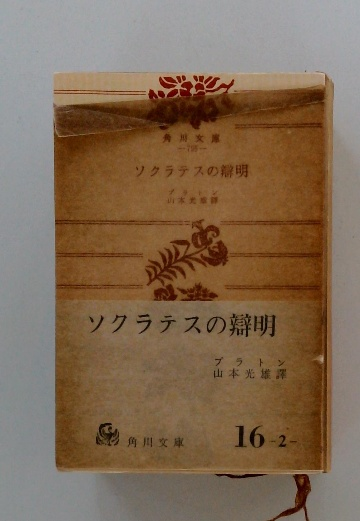 角川文庫
ソクラテスの辯明
プラトン
山本光雄譯
ソクラテスの辯明
プラトン
山本光雄譯
角川文庫
16-2-